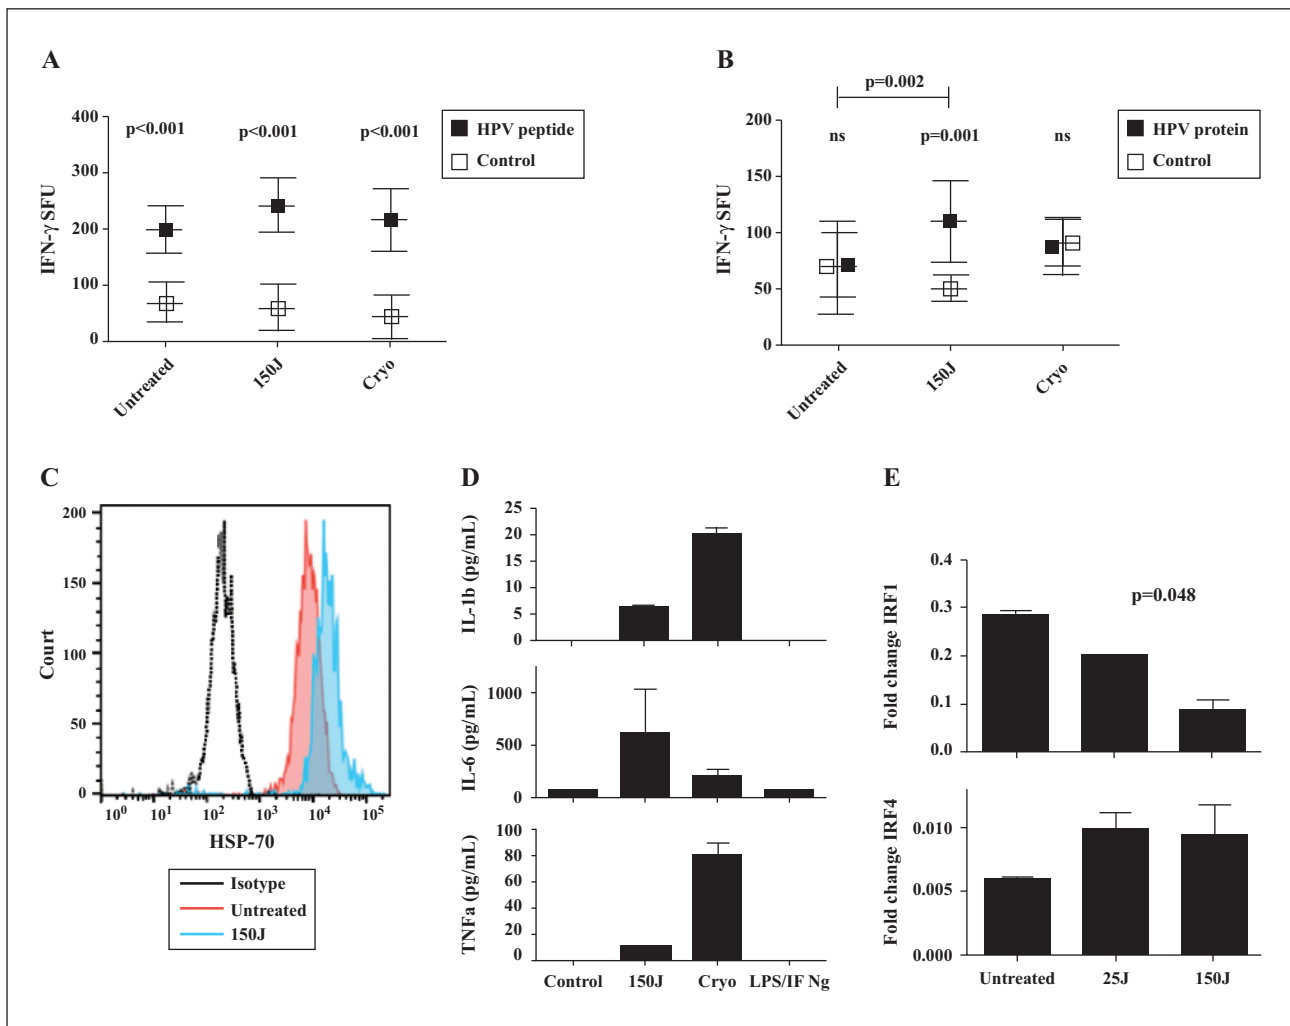 A
400
300
200
100
0
IFN-γ SFU
p<0.001
p<0.001
p<0.001
HPV peptide
Control
Untreated
150J
Cryo
B
p=0.002
200
150
100
50
0
IFN-γ SFU
ns
p=0.001
ns
HPV protein
Control
Untreated
150J
Cryo
C
200
150
100
50
0
Court
10⁰ 10¹ 10² 10³ 10⁴ 10⁵
HSP-70
Isotype
Untreated
150J
D
25
20
15
10
5
0
IL-1b (pg/mL)
1000
500
0
IL-6 (pg/mL)
100
80
60
40
20
0
TNFa (pg/mL)
Control 150J Cryo LPS/IF Ng
E
0.4
0.3
0.2
0.1
0.0
Fold change IRF1
p=0.048
0.010
0.005
0.000
Fold change IRF4
Untreated 25J 150J